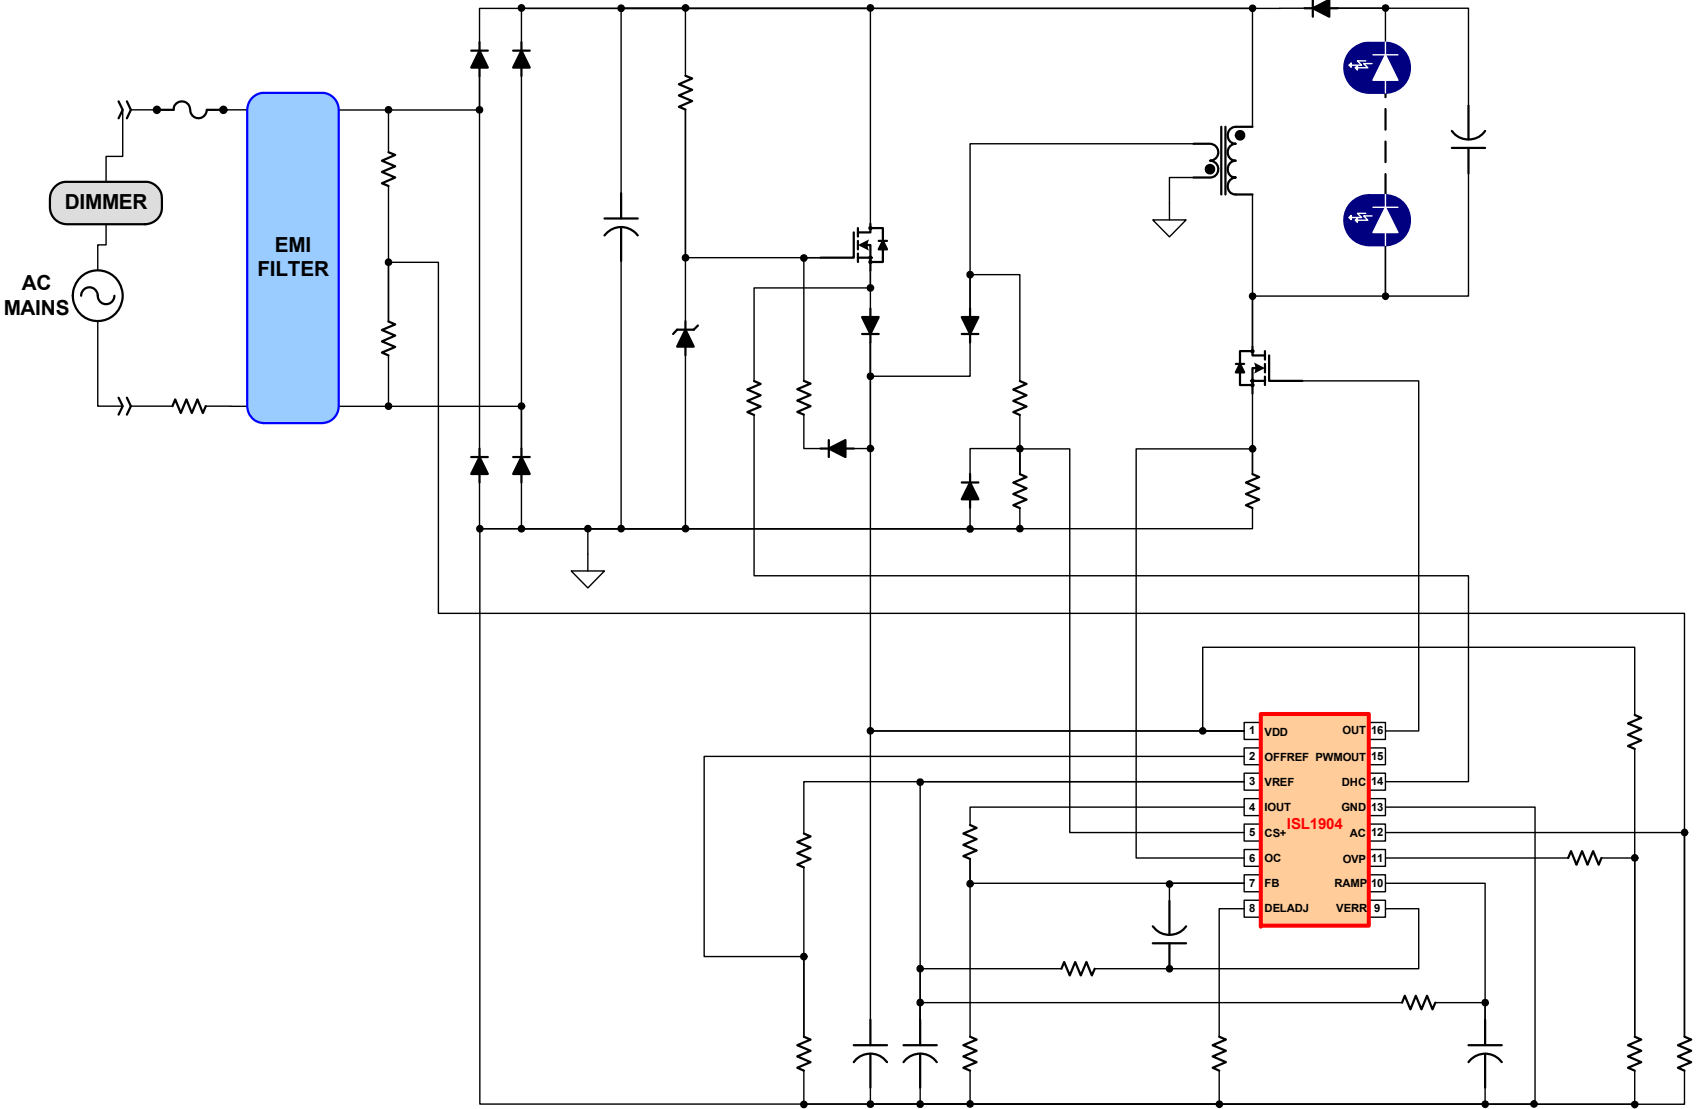 DIMMER
EMI
FILTER
AC
MAINS
1 VDD OUT 16
2 OFFREF PWMOUT 15
3 VREF DHC 14
4 IOUT GND 13
ISL1904
5 CS+ AC 12
6 OC OVP 11
7 FB RAMP 10
8 DELADJ VERR 9